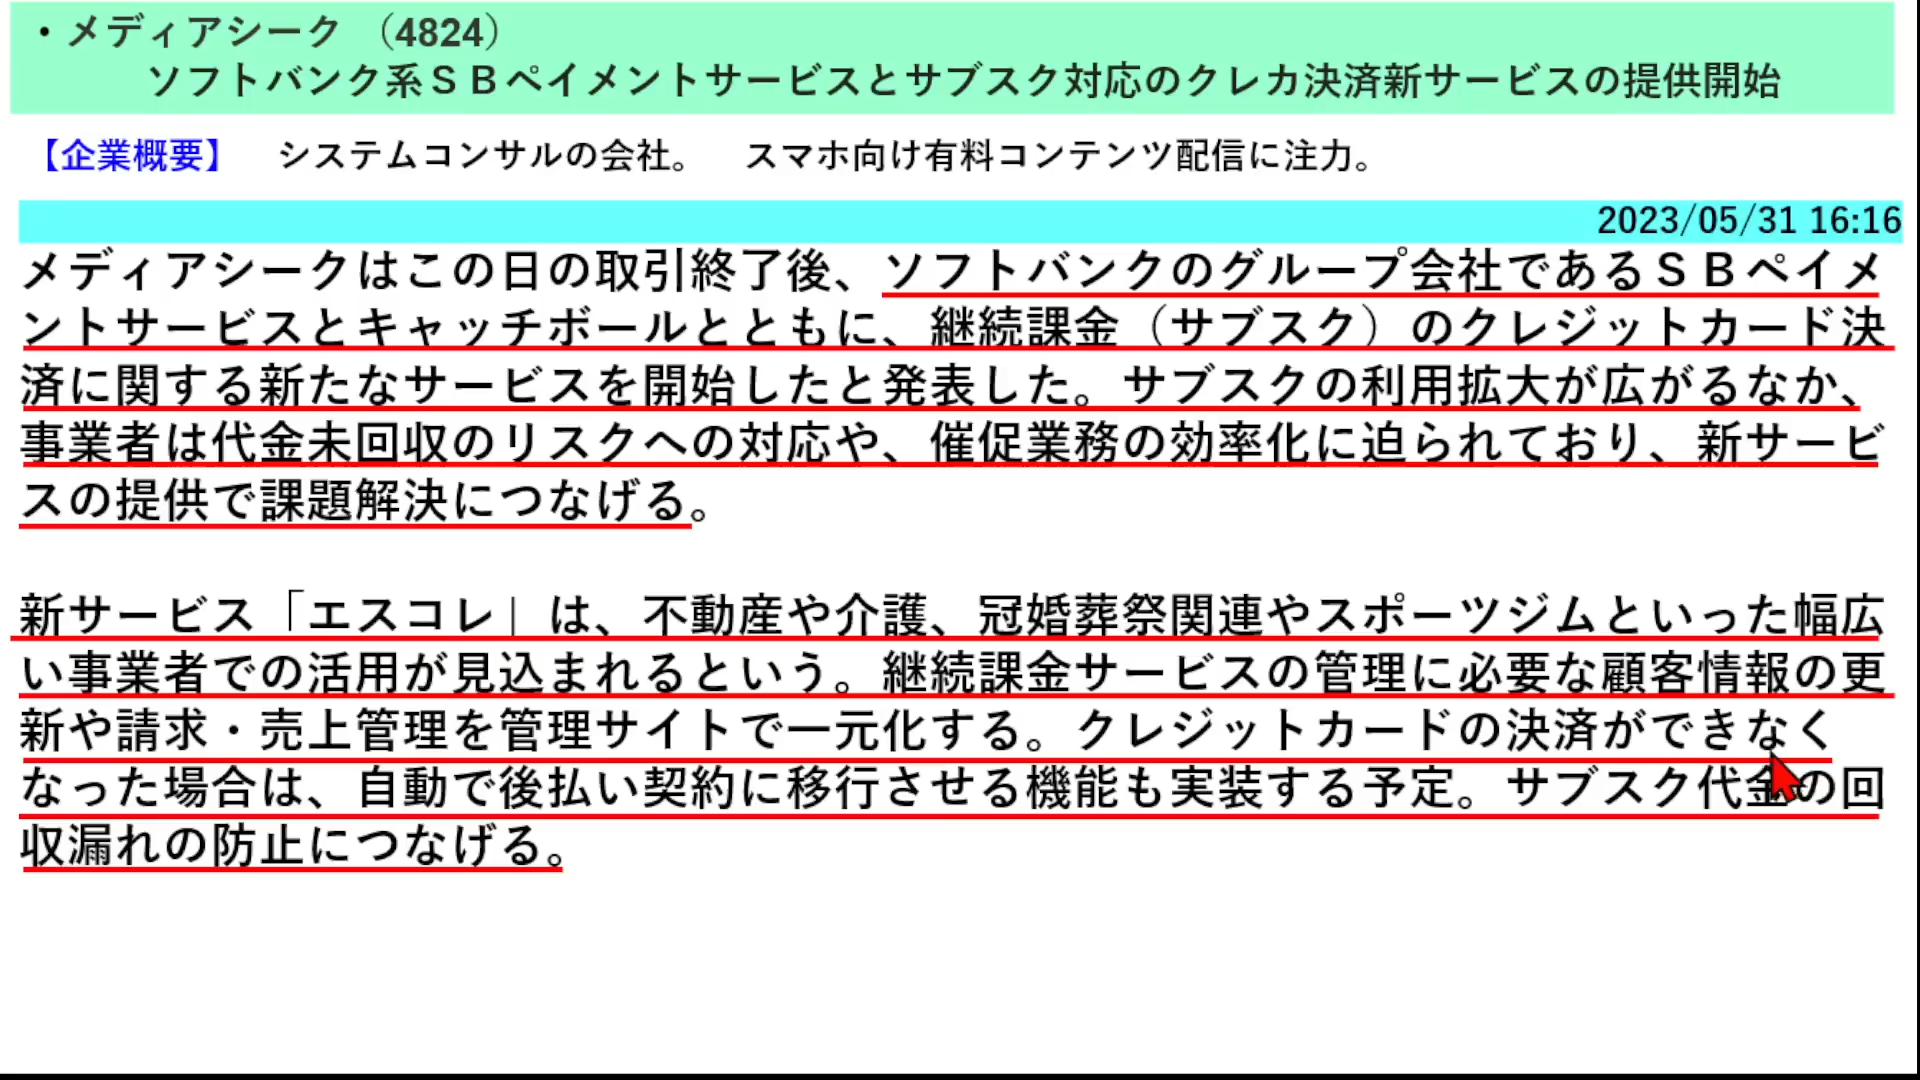 ・メディアシーク （4824）
ソフトバンク系ＳＢペイメントサービスとサブスク対応のクレカ決済新サービスの提供開始
【企業概要】 システムコンサルの会社。 スマホ向け有料コンテンツ配信に注力。
2023/05/31 16:16
メディアシークはこの日の取引終了後、ソフトバンクのグループ会社であるＳＢペイメ
ントサービスとキャッチボールとともに、継続課金（サブスク）のクレジットカード決
済に関する新たなサービスを開始したと発表した。サブスクの利用拡大が広がるなか、
事業者は代金未回収のリスクへの対応や、催促業務の効率化に迫られており、新サービ
スの提供で課題解決につなげる。
新サービス「エスコレ」は、不動産や介護、冠婚葬祭関連やスポーツジムといった幅広
い事業者での活用が見込まれるという。継続課金サービスの管理に必要な顧客情報の更
新や請求・売上管理を管理サイトで一元化する。クレジットカードの決済ができなく
なった場合は、自動で後払い契約に移行させる機能も実装する予定。サブスク代金の回
収漏れの防止につなげる。